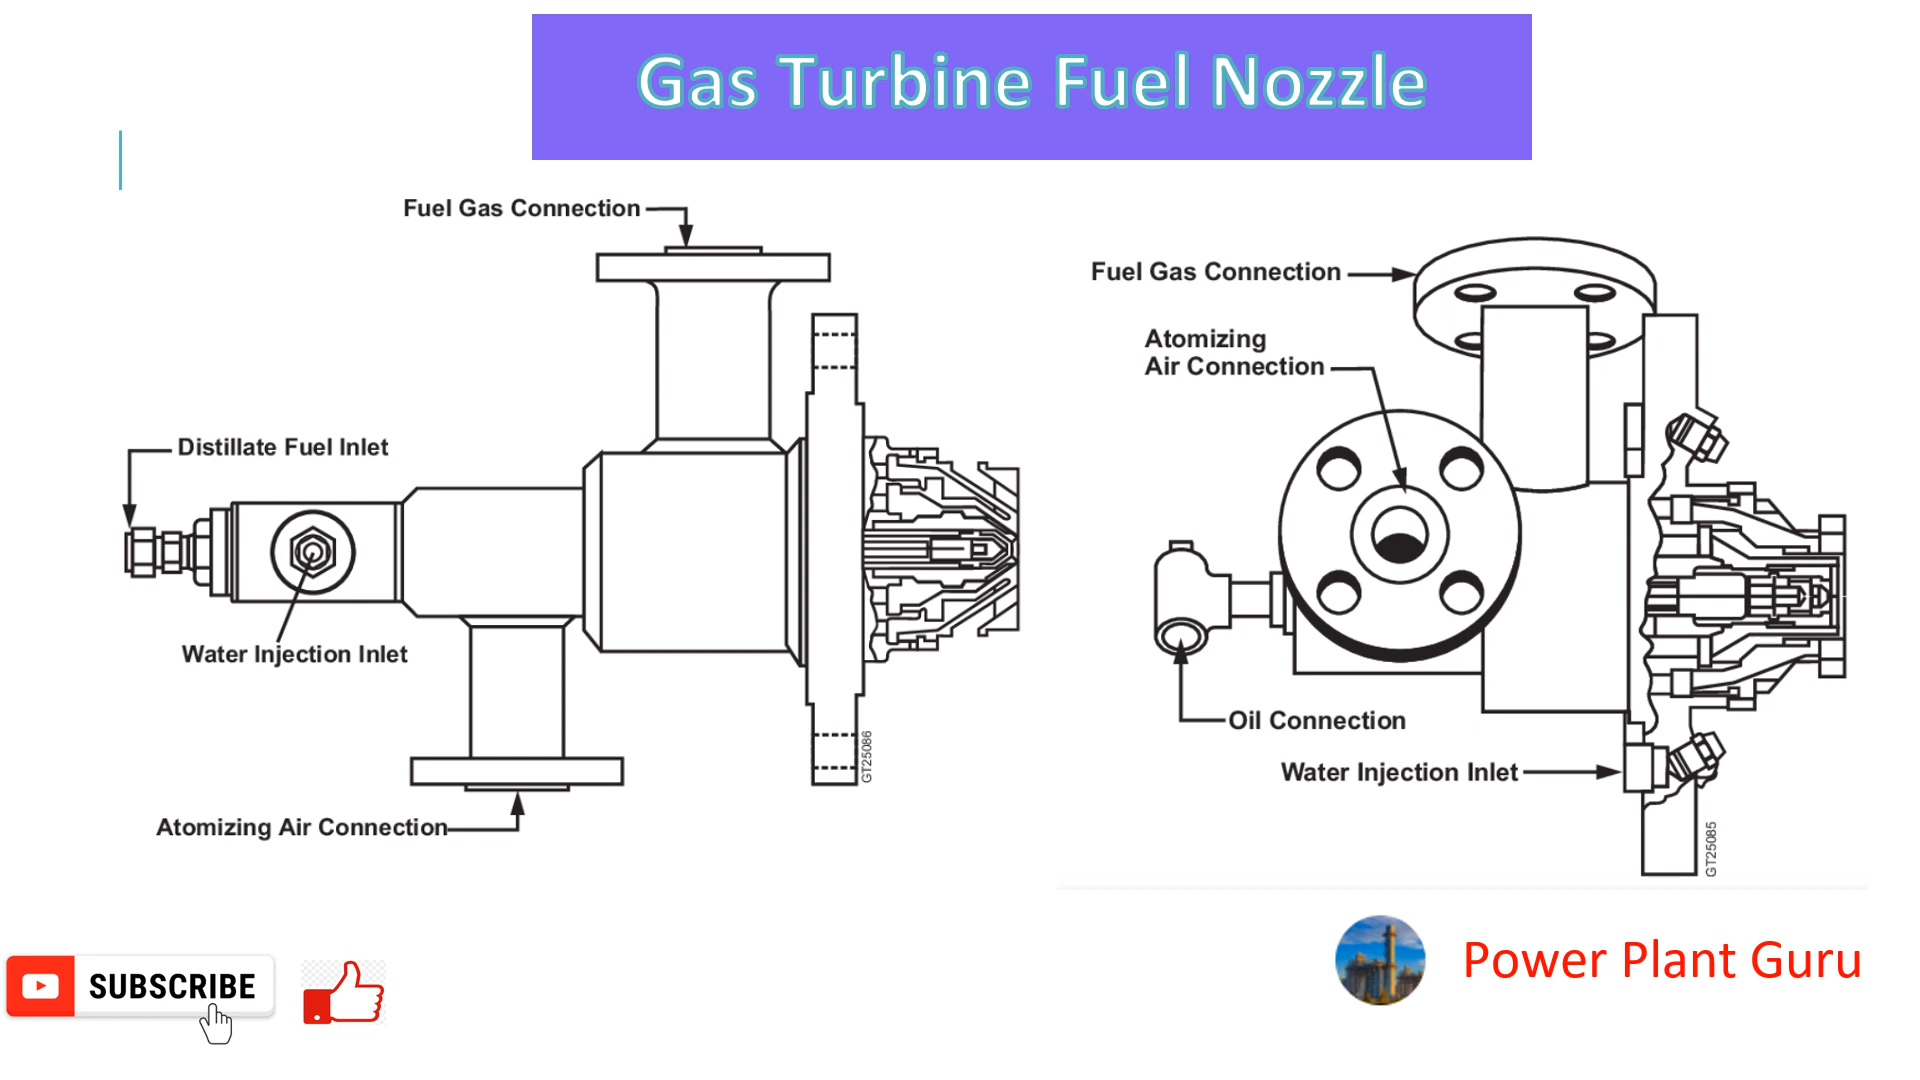 Gas Turbine Fuel Nozzle
Fuel Gas Connection
Distillate Fuel Inlet
Water Injection Inlet
Atomizing Air Connection
GT25086
Fuel Gas Connection
Atomizing
Air Connection
Oil Connection
Water Injection Inlet
GT25085
SUBSCRIBE
Power Plant Guru